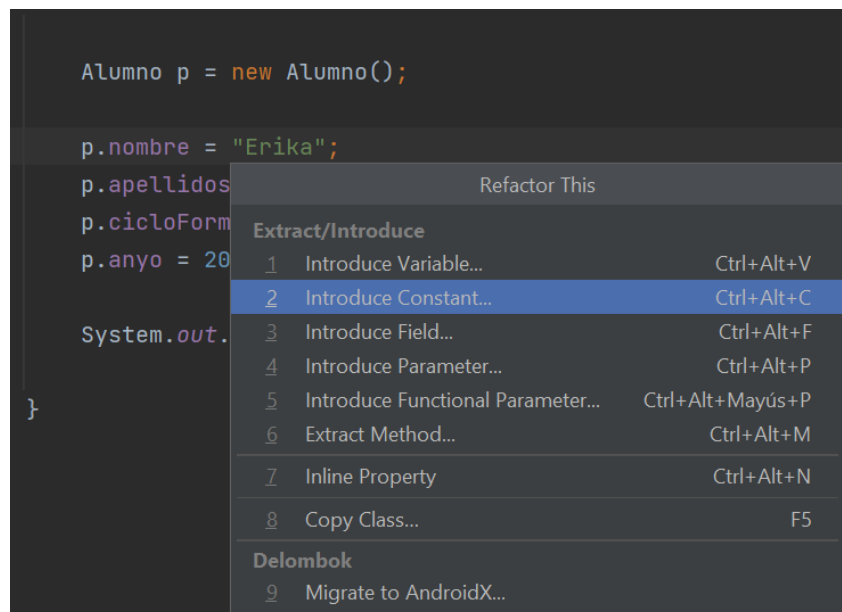 Alumno p = new Alumno();
p.nombre = "Erika";
p.apellidos
p.cicloForm
p.anyo = 20
System.out.
}
Refactor This
Extract/Introduce
1 Introduce Variable... Ctrl+Alt+V
2 Introduce Constant... Ctrl+Alt+C
3 Introduce Field... Ctrl+Alt+F
4 Introduce Parameter... Ctrl+Alt+P
5 Introduce Functional Parameter... Ctrl+Alt+Mayús+P
6 Extract Method... Ctrl+Alt+M
7 Inline Property Ctrl+Alt+N
8 Copy Class... F5
Delombok
9 Migrate to AndroidX...